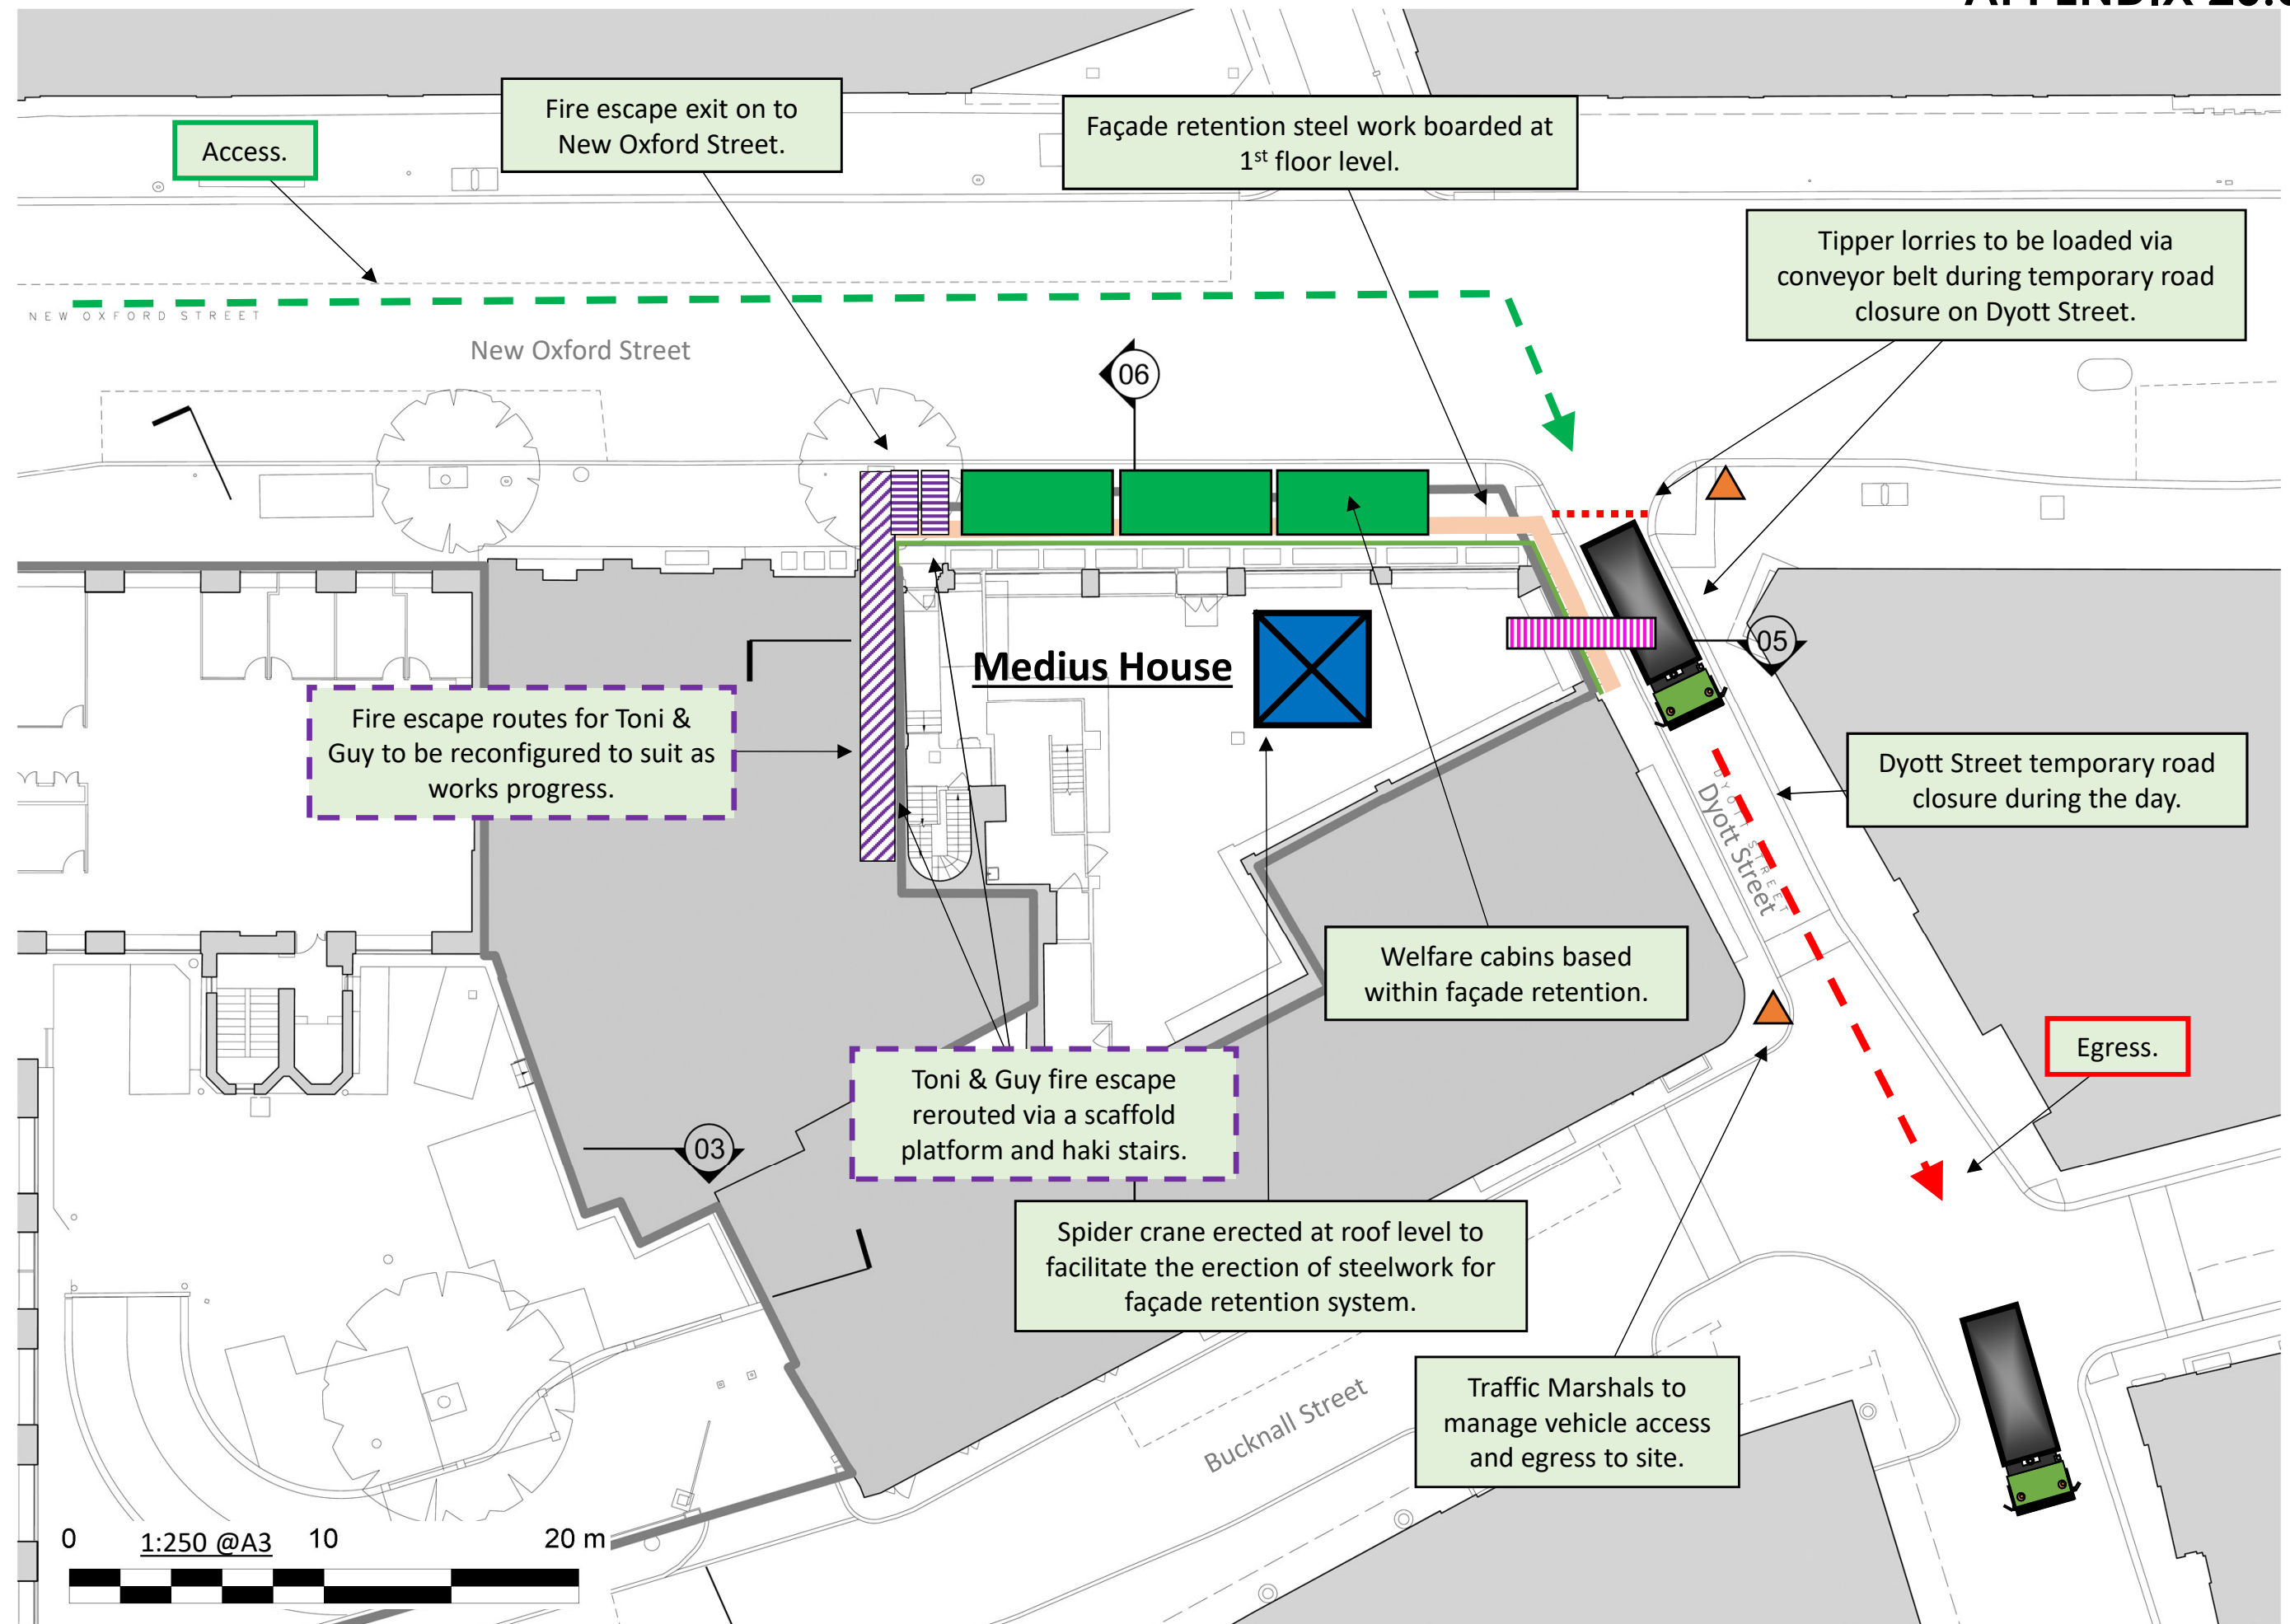 Fire escape exit on to
New Oxford Street.
Façade retention steel work boarded at
1st floor level.
Access.
Tipper lorries to be loaded via
conveyor belt during temporary road
closure on Dyott Street.
NEW OXFORD STREET
New Oxford Street
06
05
Medius House
Fire escape routes for Toni &
Guy to be reconfigured to suit as
works progress.
Dyott Street temporary road
closure during the day.
DYOTT STREET
Dyott Street
Welfare cabins based
within façade retention.
Egress.
Toni & Guy fire escape
rerouted via a scaffold
platform and haki stairs.
03
Spider crane erected at roof level to
facilitate the erection of steelwork for
façade retention system.
Traffic Marshals to
manage vehicle access
and egress to site.
Bucknall Street
0 1:250 @A3 10 20 m